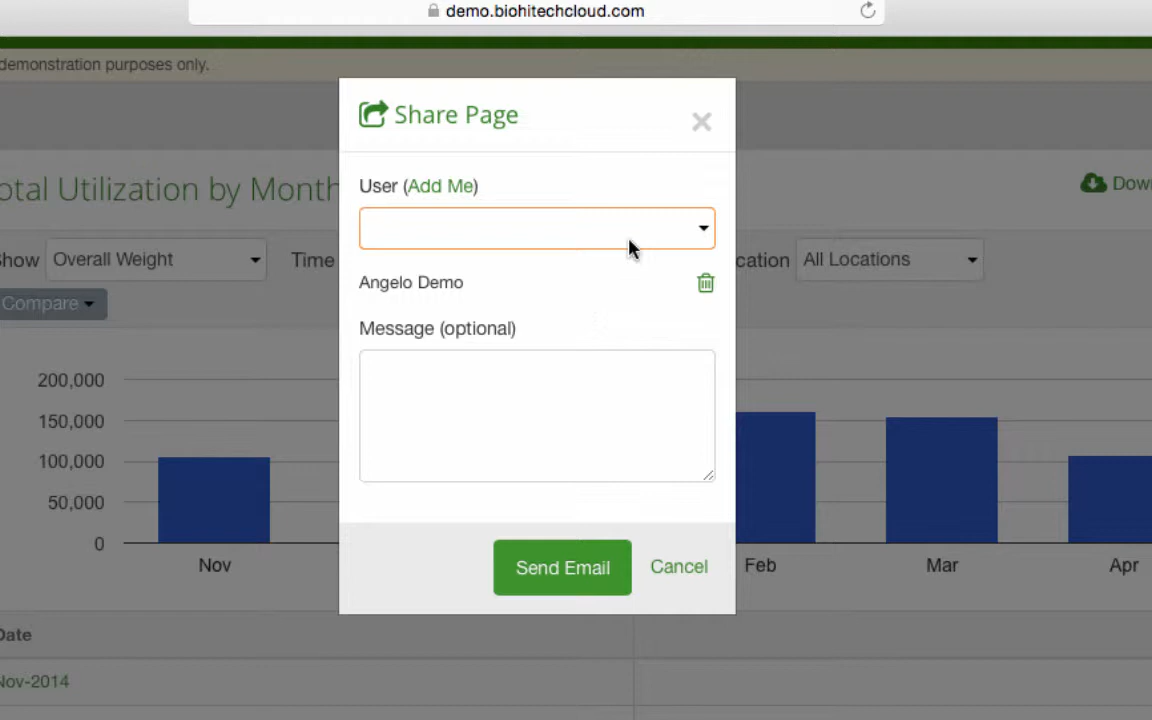 demo.biohitechcloud.com
demonstration purposes only.
Share Page
User (Add Me)
Angelo Demo
Message (optional)
Send Email
Cancel
otal Utilization by Month
Dow
how
Overall Weight
Time
cation
All Locations
Compare
200,000
150,000
100,000
50,000
0
Nov
Feb
Mar
Apr
Date
Nov-2014